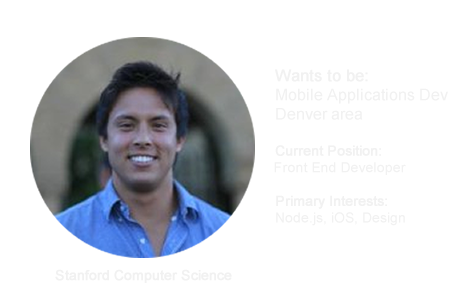 Wants to be:
Mobile Applications Dev
Denver area
Current Position:
Front End Developer
Primary Interests:
Node.js, iOS, Design
Stanford Computer Science